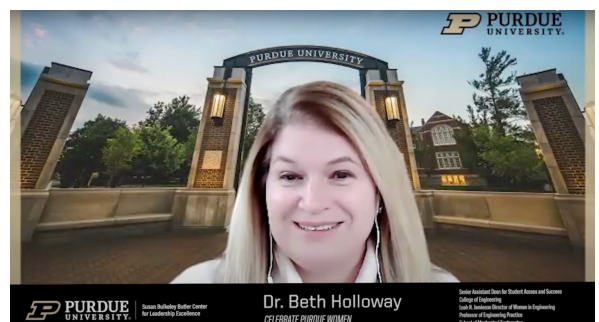 PURDUE
UNIVERSITY®
PURDUE UNIVERSITY
PURDUE
UNIVERSITY®
Susan Bulkeley Butler Center
for Leadership Excellence
Dr. Beth Holloway
CELEBRATE PURDUE WOMEN
Senior Assistant Dean for Student Access and Success
College of Engineering
Leah H. Jamieson Director of Women in Engineering
Professor of Engineering Practice